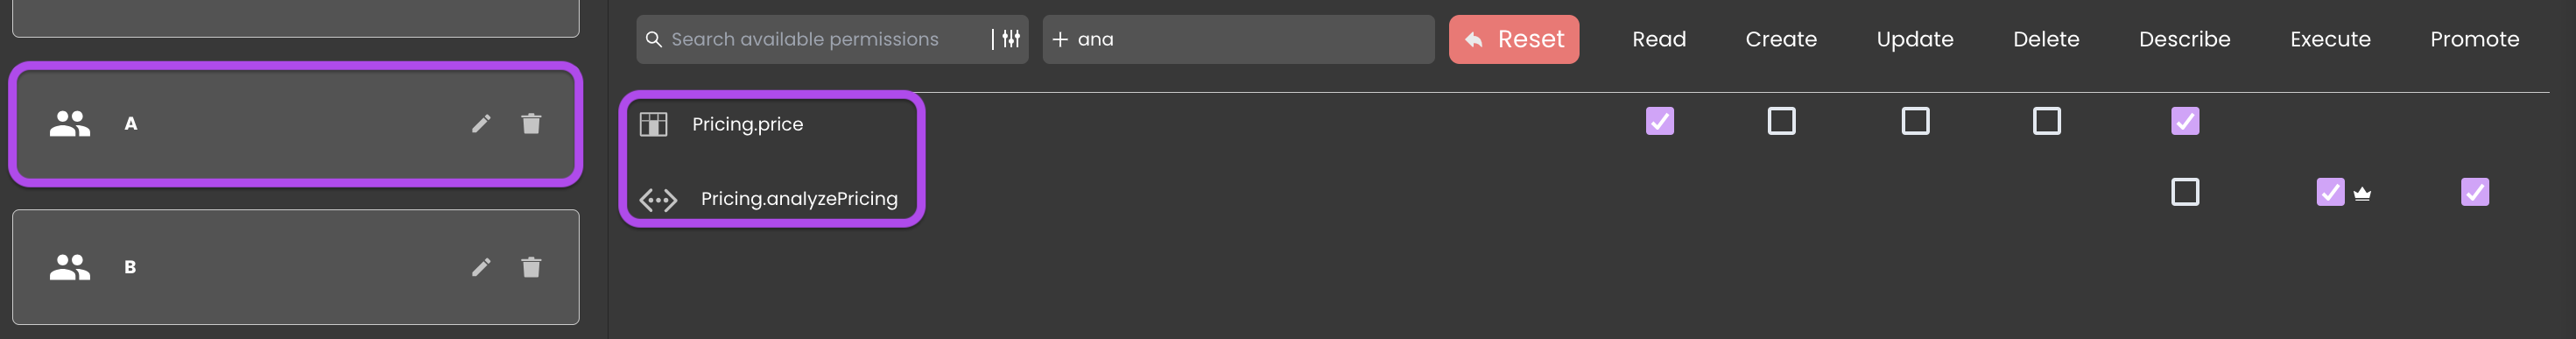 Search available permissions
ana
Reset
Read
Create
Update
Delete
Describe
Execute
Promote
A
Pricing.price
Pricing.analyzePricing
B